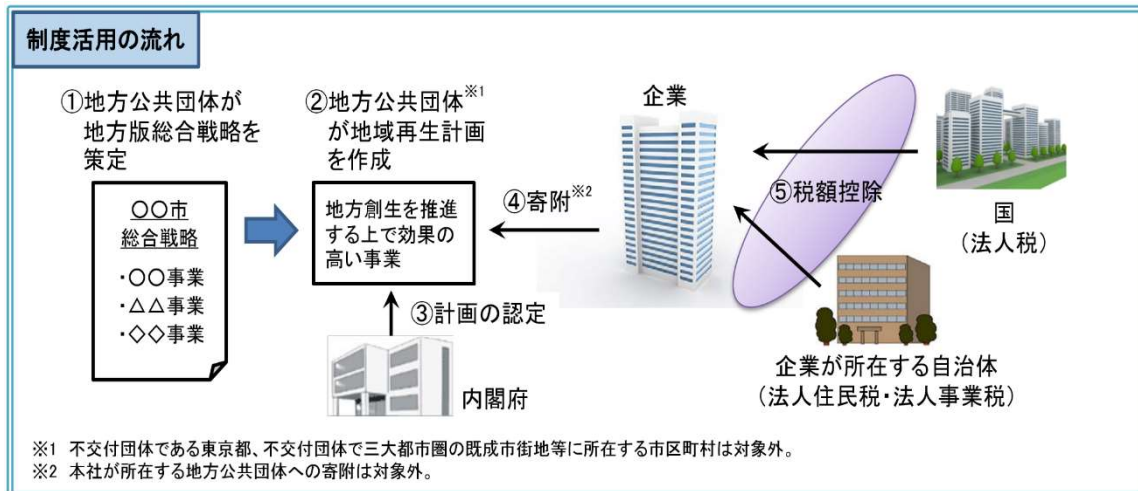 制度活用の流れ
①地方公共団体が
地方版総合戦略を
策定
〇〇市
総合戦略
・〇〇事業
・△△事業
・◇◇事業
②地方公共団体※1
が地域再生計画
を作成
地方創生を推進
する上で効果の
高い事業
③計画の認定
内閣府
④寄附※2
企業
⑤税額控除
国
（法人税）
企業が所在する自治体
（法人住民税・法人事業税）
※1 不交付団体である東京都、不交付団体で三大都市圏の既成市街地等に所在する市区町村は対象外。
※2 本社が所在する地方公共団体への寄附は対象外。